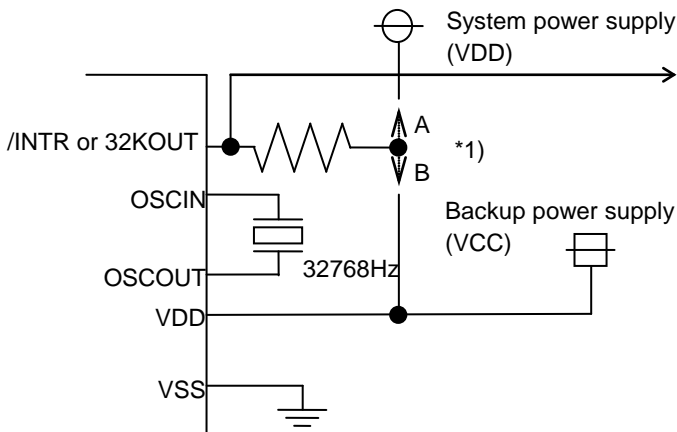 System power supply
(VDD)
A
/INTR or 32KOUT
*1)
B
OSCIN
Backup power supply
(VCC)
OSCOUT
32768Hz
VDD
VSS